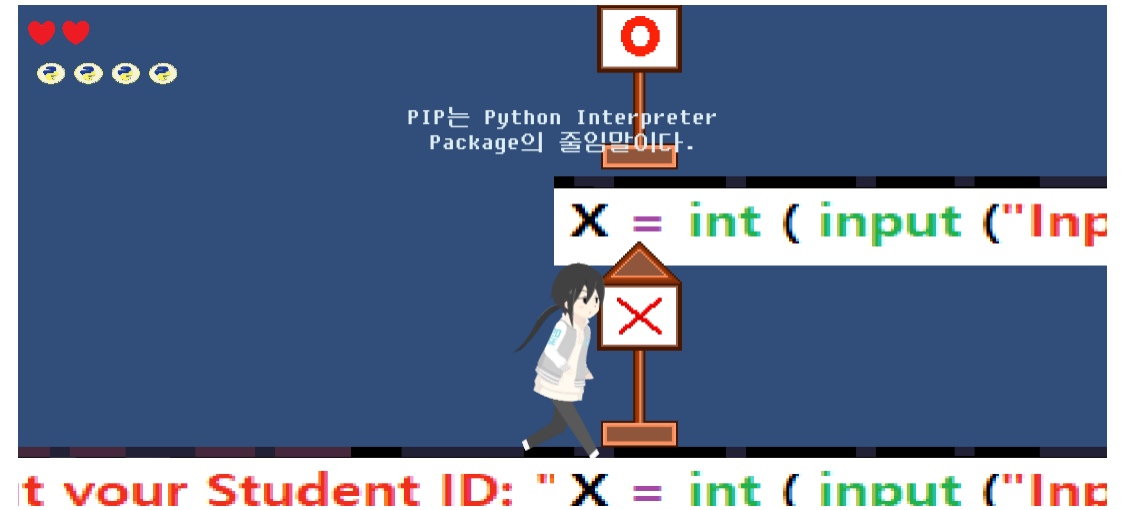 O
PIP는 Python Interpreter
Package의 줄임말이다.
X = int ( input ("Inp
X
t your Student ID: " X = int ( input ("Inp